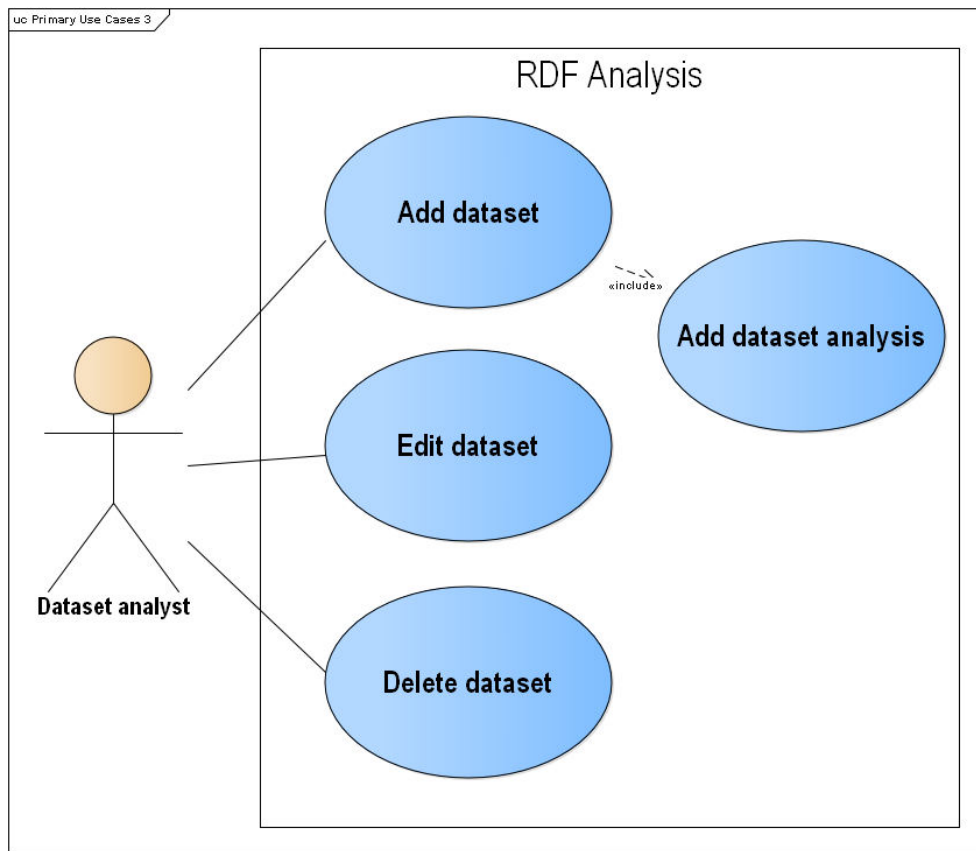 uc Primary Use Cases 3
RDF Analysis
Add dataset
«include»
Add dataset analysis
Edit dataset
Dataset analyst
Delete dataset